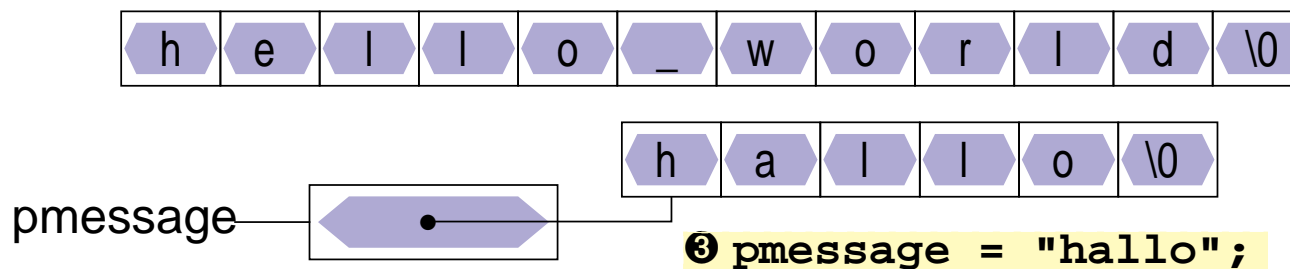 h e l l o _ w o r l d \0
h a l l o \0
pmessage
❸ pmessage = "hallo";